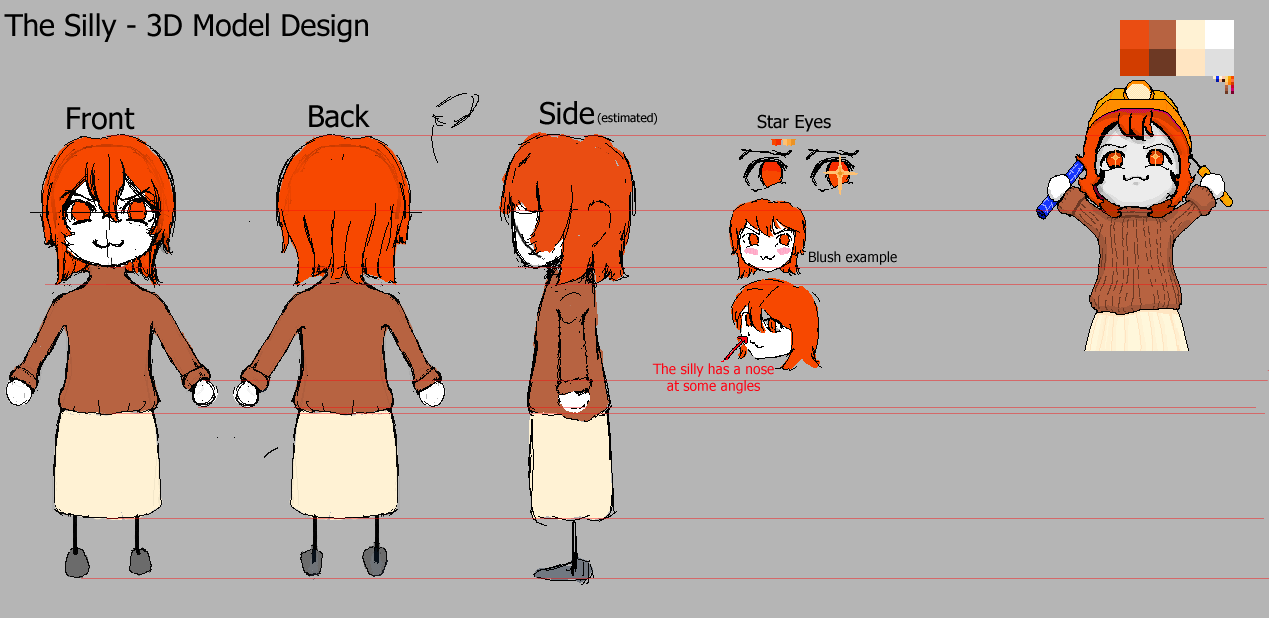 The Silly - 3D Model Design
Front
Back
Side (estimated)
Star Eyes
Blush example
The silly has a nose
at some angles